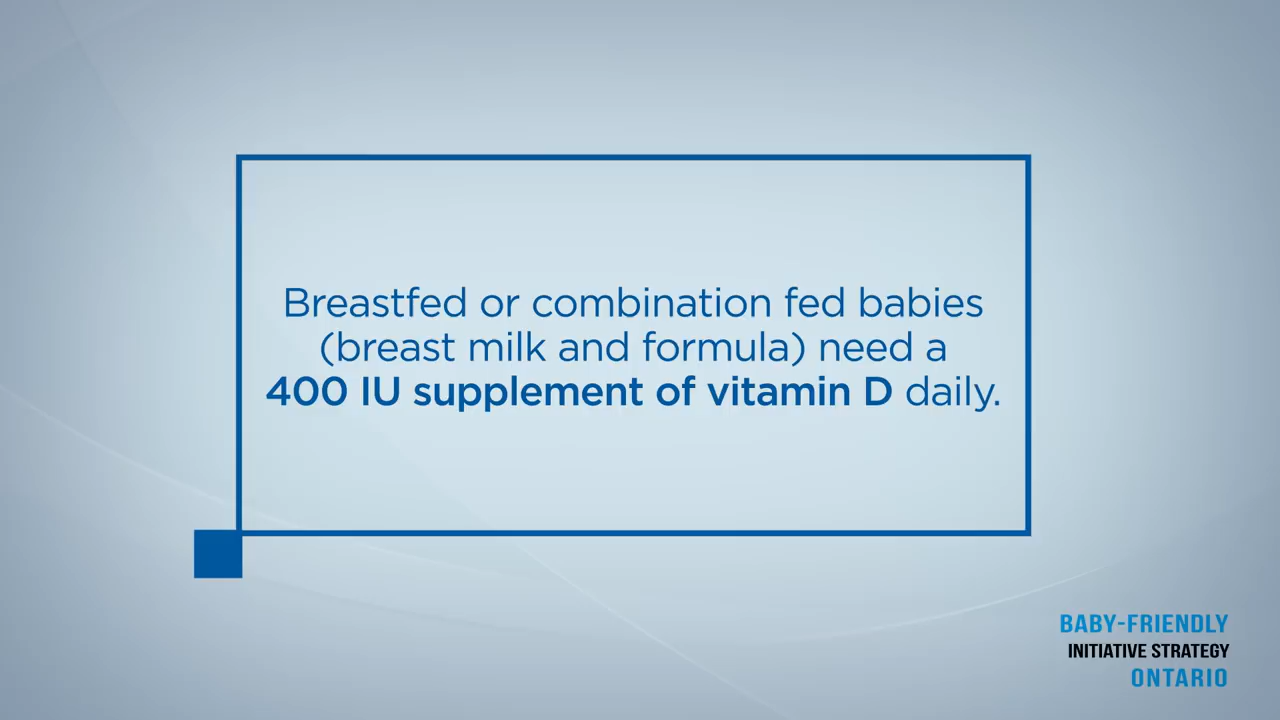 Breastfed or combination fed babies
(breast milk and formula) need a
400 IU supplement of vitamin D daily.
BABY-FRIENDLY
INITIATIVE STRATEGY
ONTARIO